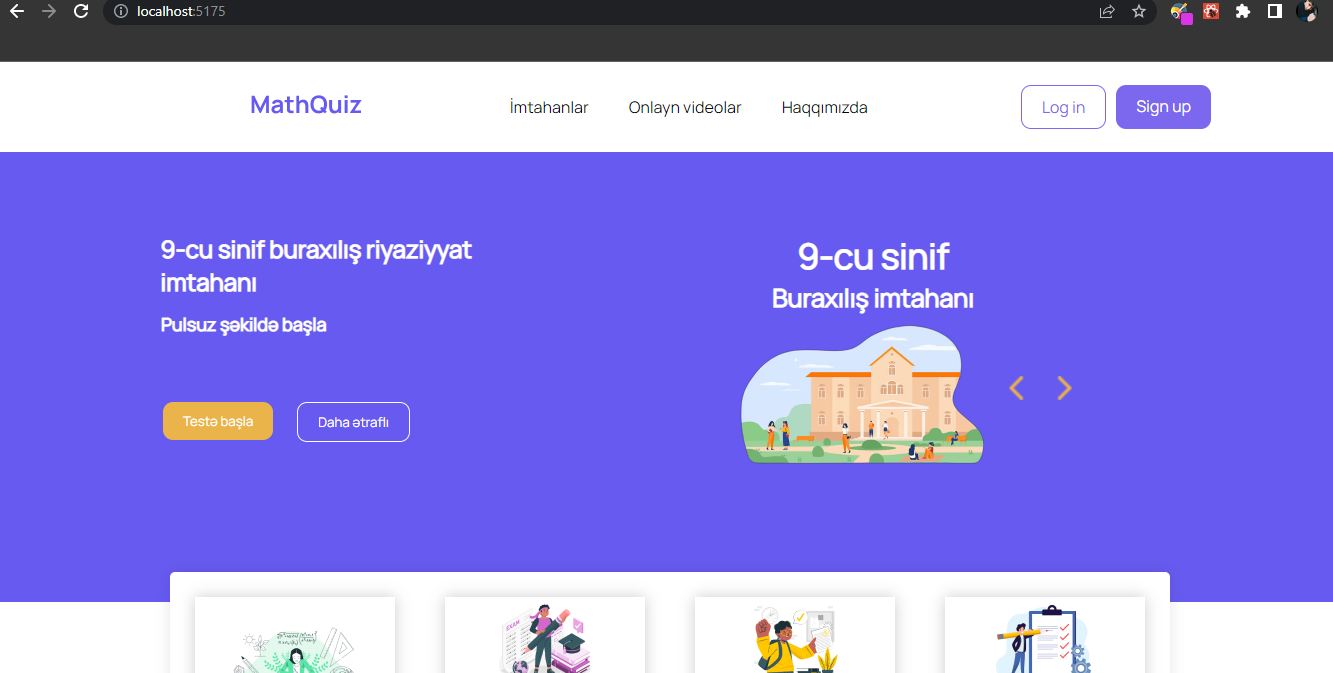 localhost:5175
MathQuiz
İmtahanlar
Onlayn videolar
Haqqımızda
Log in
Sign up
9-cu sinif buraxılış riyaziyyat
imtahanı
Pulsuz şəkildə başla
Testə başla
Daha ətraflı
9-cu sinif
Buraxılış imtahanı
EXAM